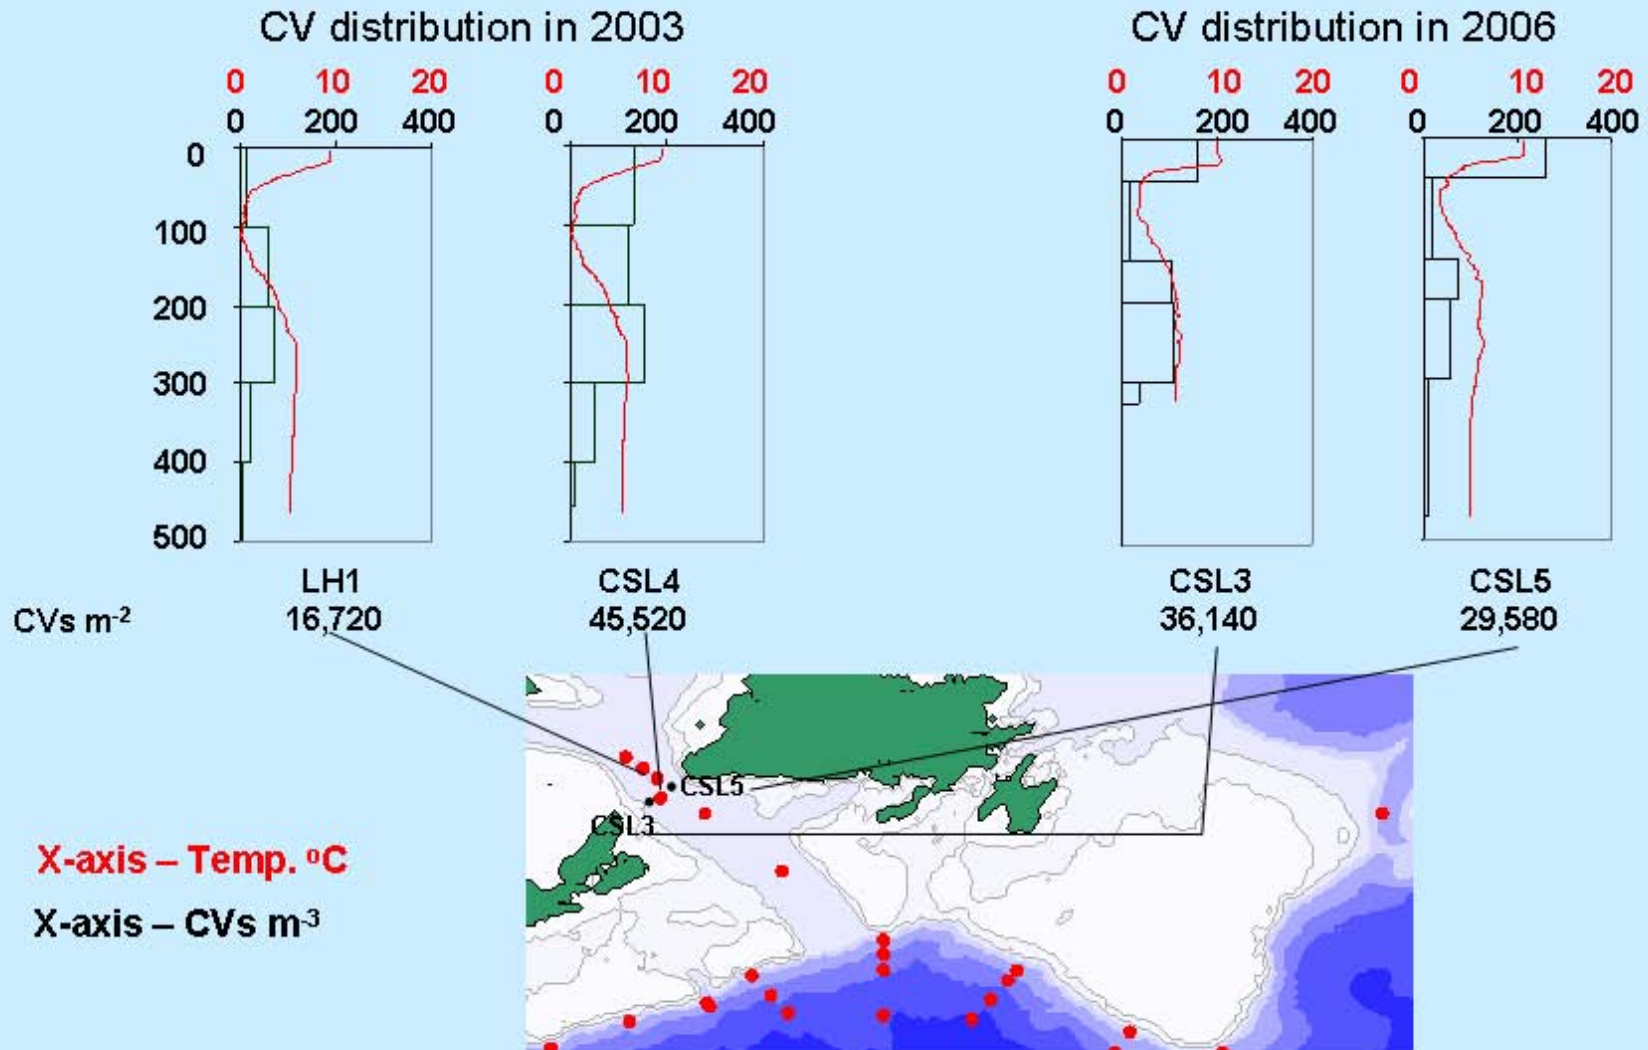 CV distribution in 2003
CV distribution in 2006
0 10 20
0 10 20
0 10 20
0 10 20
0 200 400
0 200 400
0 200 400
0 200 400
0
100
200
300
400
500
LH1
CSL4
CSL3
CSL5
CVs m⁻²
16,720
45,520
36,140
29,580
CSL5
CSL3
X-axis – Temp. ºC
X-axis – CVs m⁻³